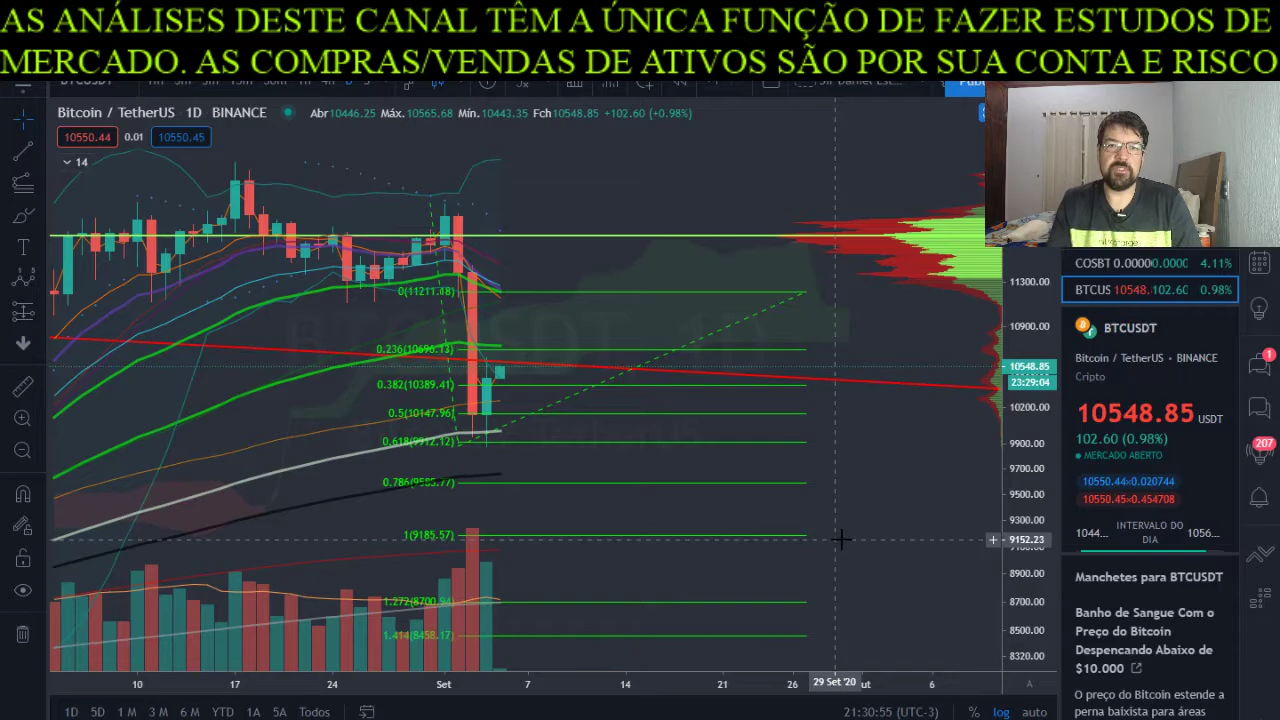 AS ANÁLISES DESTE CANAL TÊM A ÚNICA FUNÇÃO DE FAZER ESTUDOS DE
MERCADO. AS COMPRAS/VENDAS DE ATIVOS SÃO POR SUA CONTA E RISCO
Bitcoin / TetherUS 1D BINANCE Abr10446.25 Máx.10565.68 Mín.10443.35 Fch10548.85 +102.60 (+0.98%)
10550.44 0.01 10550.45
14
0(11211.18)
0.236(10696.13)
0.382(10389.41)
0.5(10147.96)
0.618(9912.12)
0.786(9585.77)
1(9185.57)
1.272(8700.94)
1.414(8458.17)
11300.00
10900.00
10548.85
23:29:04
10200.00
9900.00
9700.00
9500.00
9300.00
9152.23
8900.00
8700.00
8500.00
8320.00
10 17 24 Set 7 14 21 26 29 Set '20 ut 6 A
1D 5D 1M 3M 6M YTD 1A 5A Todos 21:30:55 (UTC-3) % log auto
COSBT 0.0000 0.0000 4.11%
BTCUS 10548. 102.60 0.98%
BTCUSDT
Bitcoin / TetherUS • BINANCE
Cripto
10548.85 USDT
102.60 (0.98%)
MERCADO ABERTO
10550.44×0.020744
10550.45×0.454708
1044... INTERVALO DO DIA 1056...
Manchetes para BTCUSDT
Banho de Sangue Com o
Preço do Bitcoin
Despencando Abaixo de
$10.000
O preço do Bitcoin estende a
perna baixista para áreas
1
207